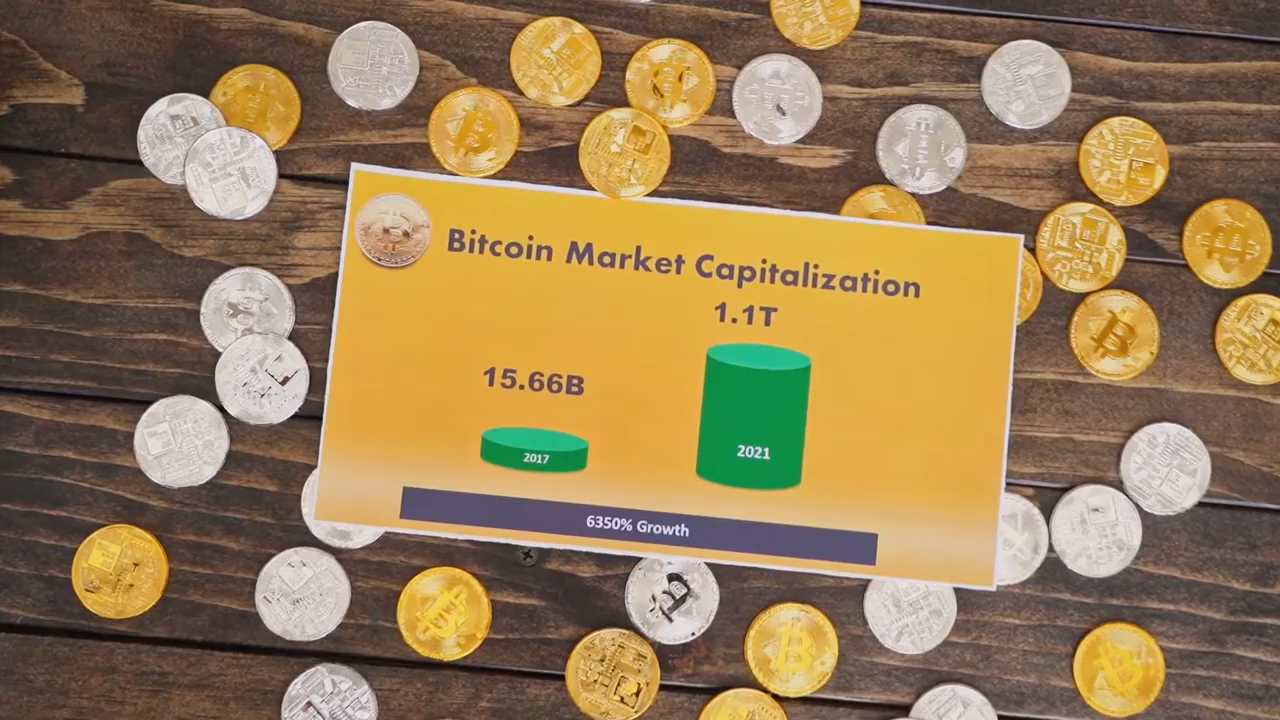 Bitcoin Market Capitalization
1.1T
15.66B
2021
2017
6350% Growth